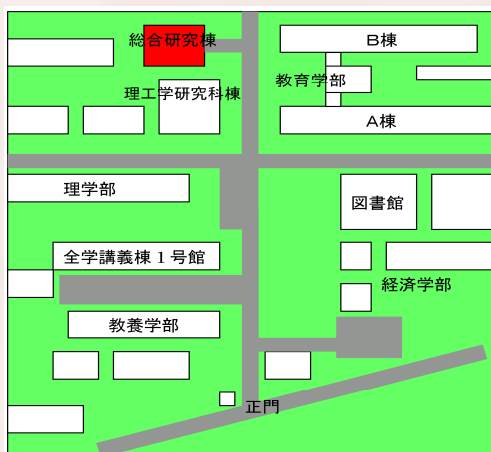 総合研究棟
B棟
教育学部
理工学研究科棟
A棟
理学部
図書館
全学講義棟1号館
経済学部
教養学部
正門